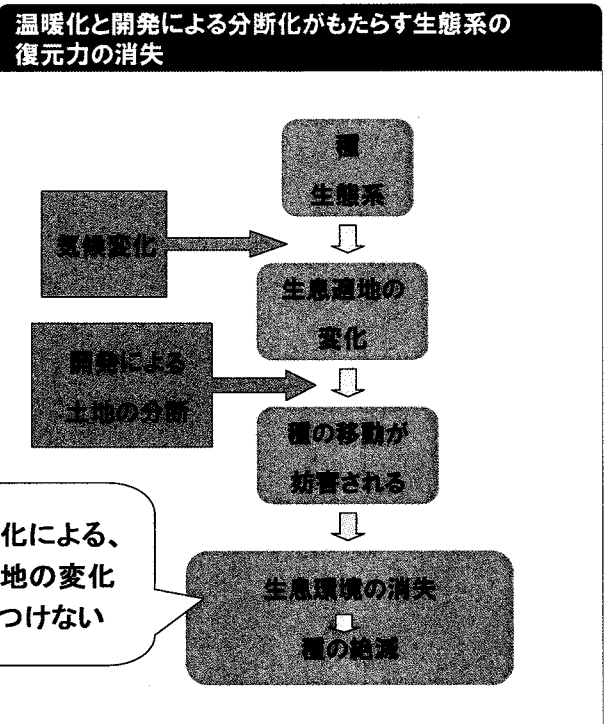 温暖化と開発による分断化がもたらす生態系の
復元力の消失
種
生態系
気候変化
生息適地の
変化
開発による
土地の分断
種の移動が
妨害される
化による、
地の変化
つけない
生息環境の消失
種の絶滅